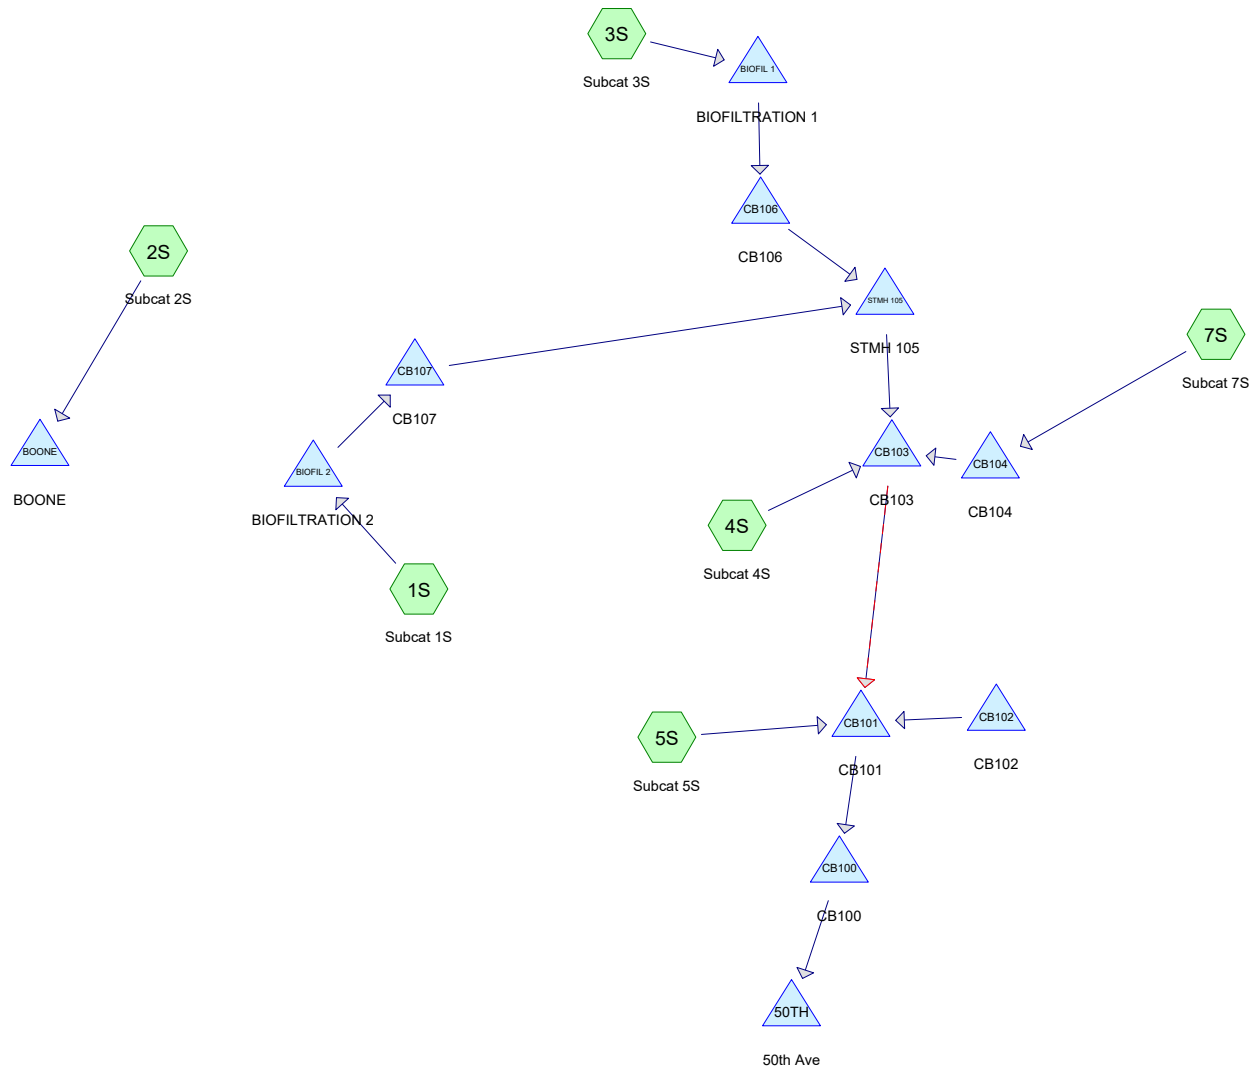 3S
Subcat 3S
BIOFIL 1
BIOFILTRATION 1
CB106
CB106
2S
Subcat 2S
STMH 105
STMH 105
7S
Subcat 7S
CB107
CB107
BOONE
BOONE
BIOFIL 2
BIOFILTRATION 2
CB103
CB103
CB104
CB104
4S
Subcat 4S
1S
Subcat 1S
5S
Subcat 5S
CB101
CB101
CB102
CB102
CB100
CB100
50TH
50th Ave